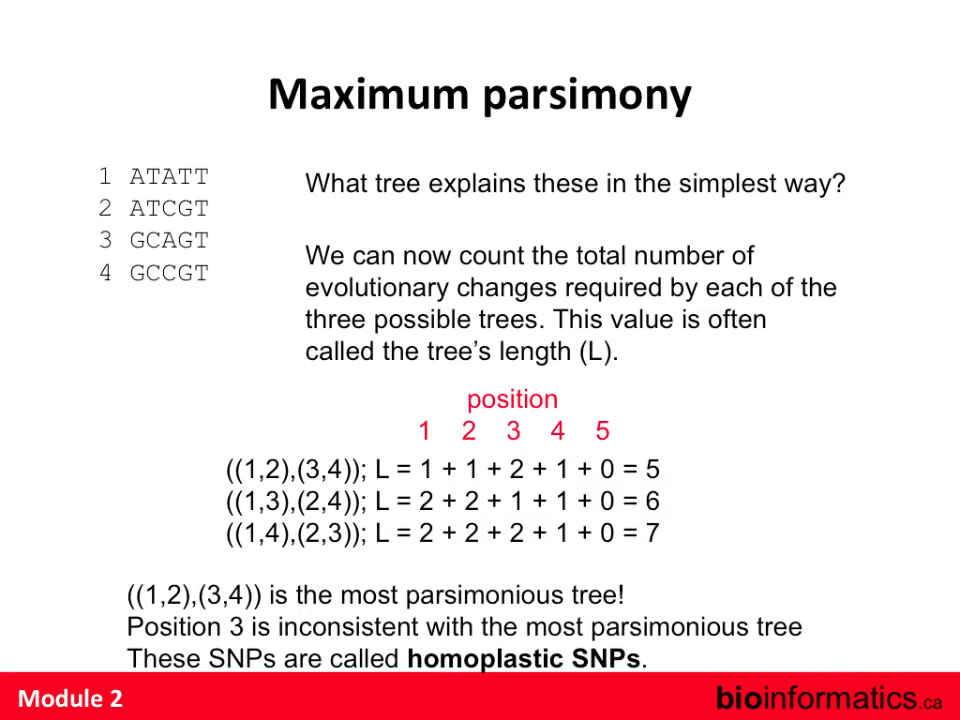 Maximum parsimony
1 ATATT
2 ATCGT
3 GCAGT
4 GCCGT
What tree explains these in the simplest way?
We can now count the total number of
evolutionary changes required by each of the
three possible trees. This value is often
called the tree's length (L).
position
1 2 3 4 5
((1,2),(3,4)); L = 1 + 1 + 2 + 1 + 0 = 5
((1,3),(2,4)); L = 2 + 2 + 1 + 1 + 0 = 6
((1,4),(2,3)); L = 2 + 2 + 2 + 1 + 0 = 7
((1,2),(3,4)) is the most parsimonious tree!
Position 3 is inconsistent with the most parsimonious tree
These SNPs are called homoplastic SNPs.
Module 2
bioinformatics.ca